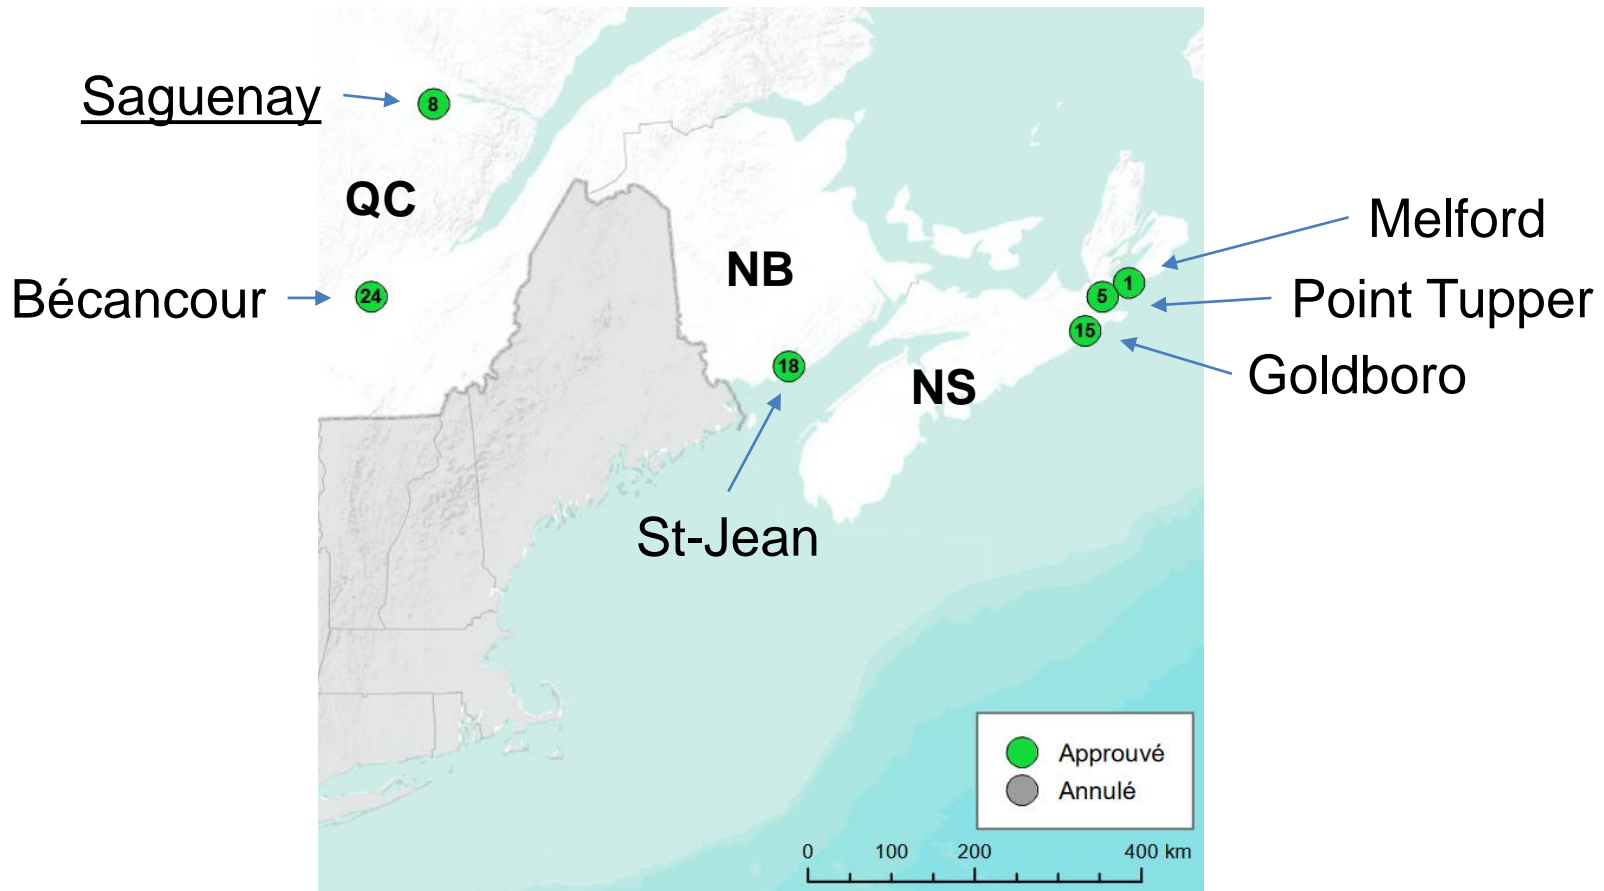 Saguenay
8
QC
Melford
NB
1
Bécancour
24
5
Point Tupper
15
18
Goldboro
NS
St-Jean
Approuvé
Annulé
0 100 200 400 km